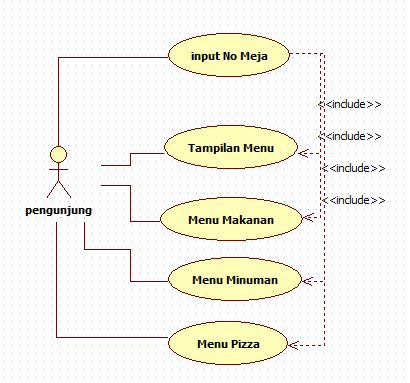 input No Meja
<<include>>
<<include>>
Tampilan Menu
<<include>>
<<include>>
pengunjung
Menu Makanan
Menu Minuman
Menu Pizza